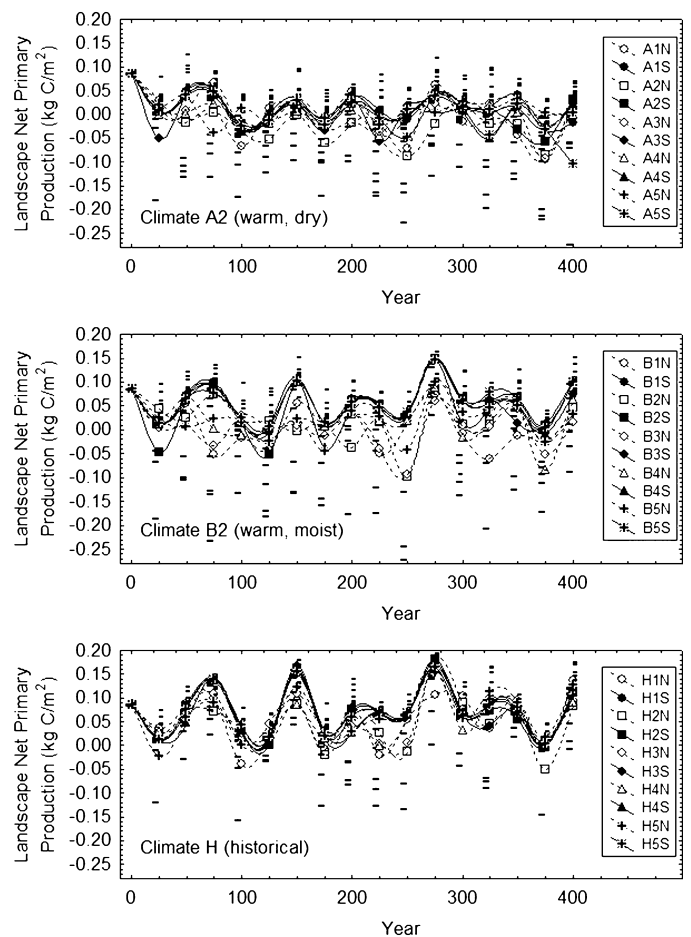 Landscape Net Primary
Production (kg C/m²)
0.20
0.15
0.10
0.05
0.00
-0.05
-0.10
-0.15
-0.20
-0.25
Climate A2 (warm, dry)
0
100
200
300
400
Year
A1N
A1S
A2N
A2S
A3N
A3S
A4N
A4S
A5N
A5S
Landscape Net Primary
Production (kg C/m²)
0.20
0.15
0.10
0.05
0.00
-0.05
-0.10
-0.15
-0.20
-0.25
Climate B2 (warm, moist)
0
100
200
300
400
Year
B1N
B1S
B2N
B2S
B3N
B3S
B4N
B4S
B5N
B5S
Landscape Net Primary
Production (kg C/m²)
0.20
0.15
0.10
0.05
0.00
-0.05
-0.10
-0.15
-0.20
-0.25
Climate H (historical)
0
100
200
300
400
Year
H1N
H1S
H2N
H2S
H3N
H3S
H4N
H4S
H5N
H5S